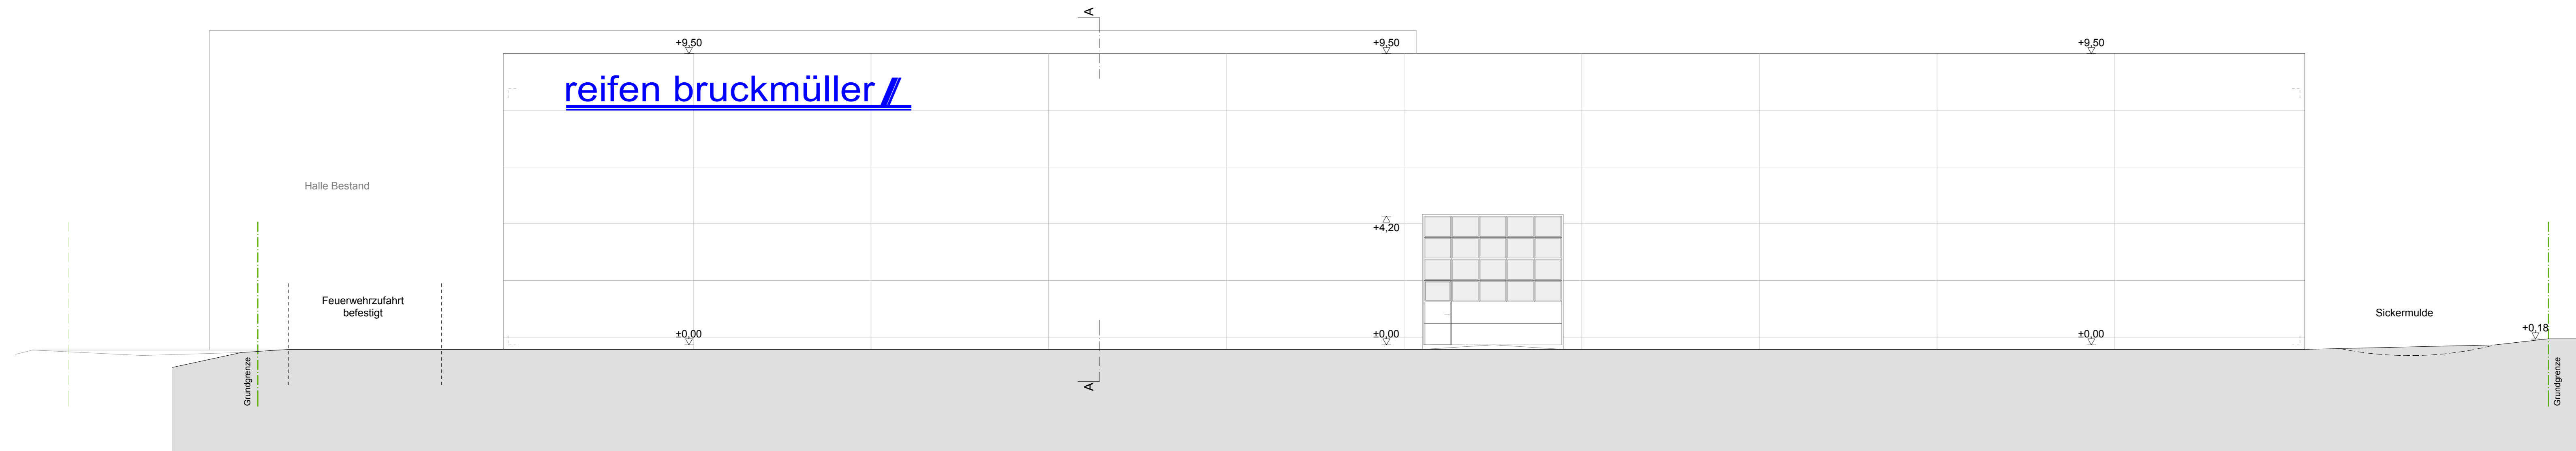 A
+9,50
+9,50
+9,50
reifen bruckmüller
Halle Bestand
+4,20
Feuerwehrzufahrt
befestigt
Sickermulde
+0,18
±0,00
±0,00
±0,00
Grundgrenze
A
Grundgrenze